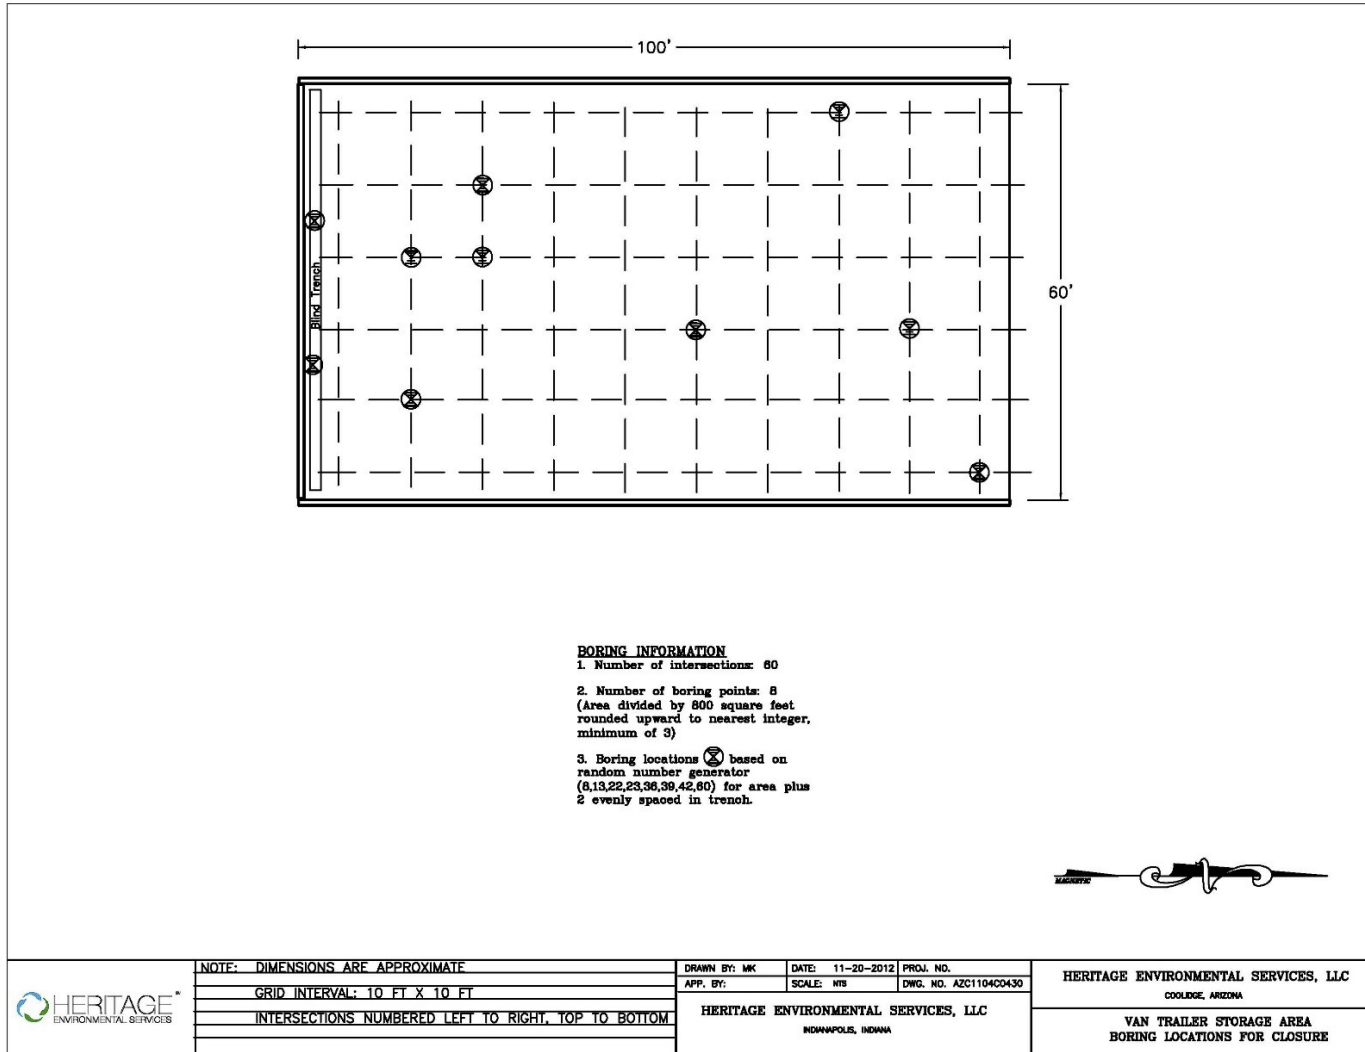 100'
60'
Blind Trench
BORING INFORMATION
1. Number of intersections: 60
2. Number of boring points: 8
(Area divided by 800 square feet
rounded upward to nearest integer,
minimum of 3)
3. Boring locations based on
random number generator
(8,13,22,23,36,39,42,60) for area plus
2 evenly spaced in trench.
MAGNETIC
HERITAGE
ENVIRONMENTAL SERVICES
NOTE: DIMENSIONS ARE APPROXIMATE
GRID INTERVAL: 10 FT X 10 FT
INTERSECTIONS NUMBERED LEFT TO RIGHT, TOP TO BOTTOM
DRAWN BY: MK DATE: 11-20-2012 PROJ. NO.
APP. BY: SCALE: NTS DWG. NO. AZC1104C0430
HERITAGE ENVIRONMENTAL SERVICES, LLC
INDIANAPOLIS, INDIANA
HERITAGE ENVIRONMENTAL SERVICES, LLC
COOLIDGE, ARIZONA
VAN TRAILER STORAGE AREA
BORING LOCATIONS FOR CLOSURE